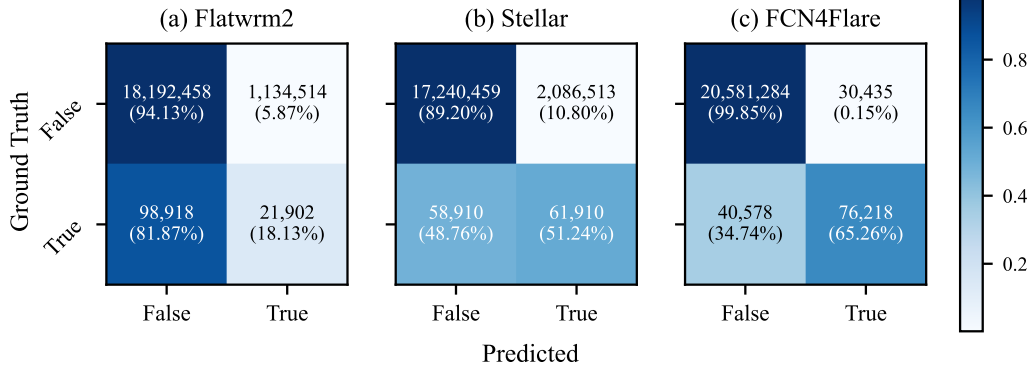 (a) Flatwrm2
(b) Stellar
(c) FCN4Flare
Ground Truth
False
True
18,192,458
(94.13%)
1,134,514
(5.87%)
98,918
(81.87%)
21,902
(18.13%)
False
True
17,240,459
(89.20%)
2,086,513
(10.80%)
58,910
(48.76%)
61,910
(51.24%)
False
True
20,581,284
(99.85%)
30,435
(0.15%)
40,578
(34.74%)
76,218
(65.26%)
False
True
Predicted
0.8
0.6
0.4
0.2